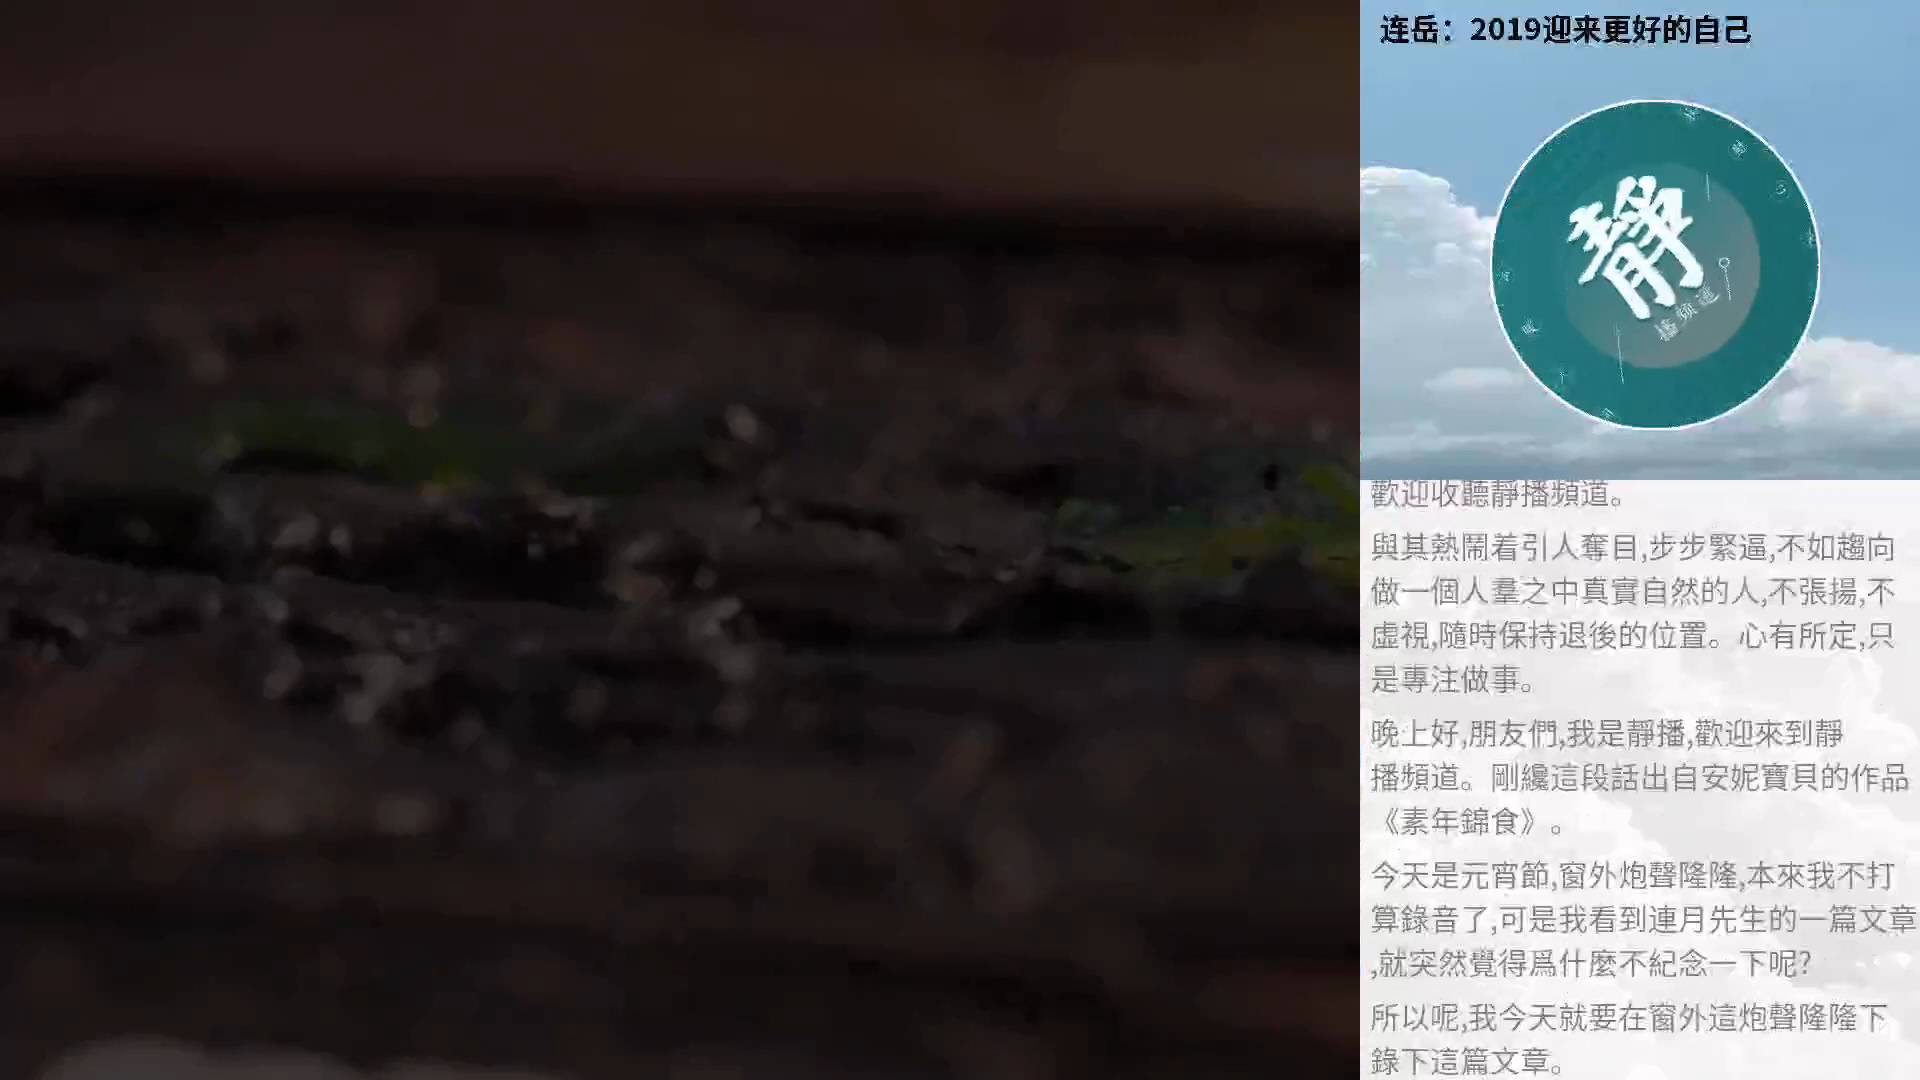 连岳：2019迎来更好的自己
靜
播頻道
歡迎收聽靜播頻道。
與其熱鬧着引人奪目,步步緊逼,不如趨向
做一個人羣之中真實自然的人,不張揚,不
虛視,隨時保持退後的位置。心有所定,只
是專注做事。
晚上好,朋友們,我是靜播,歡迎來到靜
播頻道。剛纔這段話出自安妮寶貝的作品
《素年錦食》。
今天是元宵節,窗外炮聲隆隆,本來我不打
算錄音了,可是我看到連月先生的一篇文章
,就突然覺得爲什麼不紀念一下呢?
所以呢,我今天就要在窗外這炮聲隆隆下
錄下這篇文章。